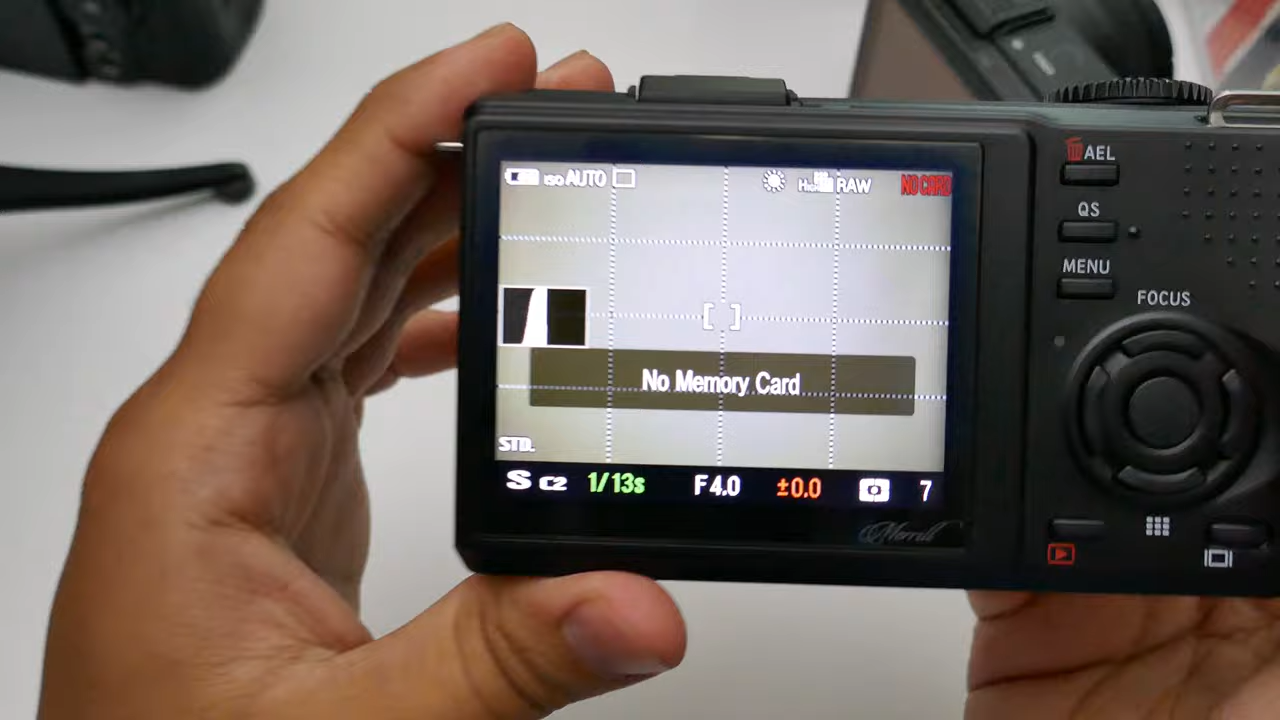 ISO AUTO RAW NO CARD
No Memory Card
STD.
S C2 1/13s F4.0 ±0.0 7
Merrill
AEL
QS
MENU
FOCUS